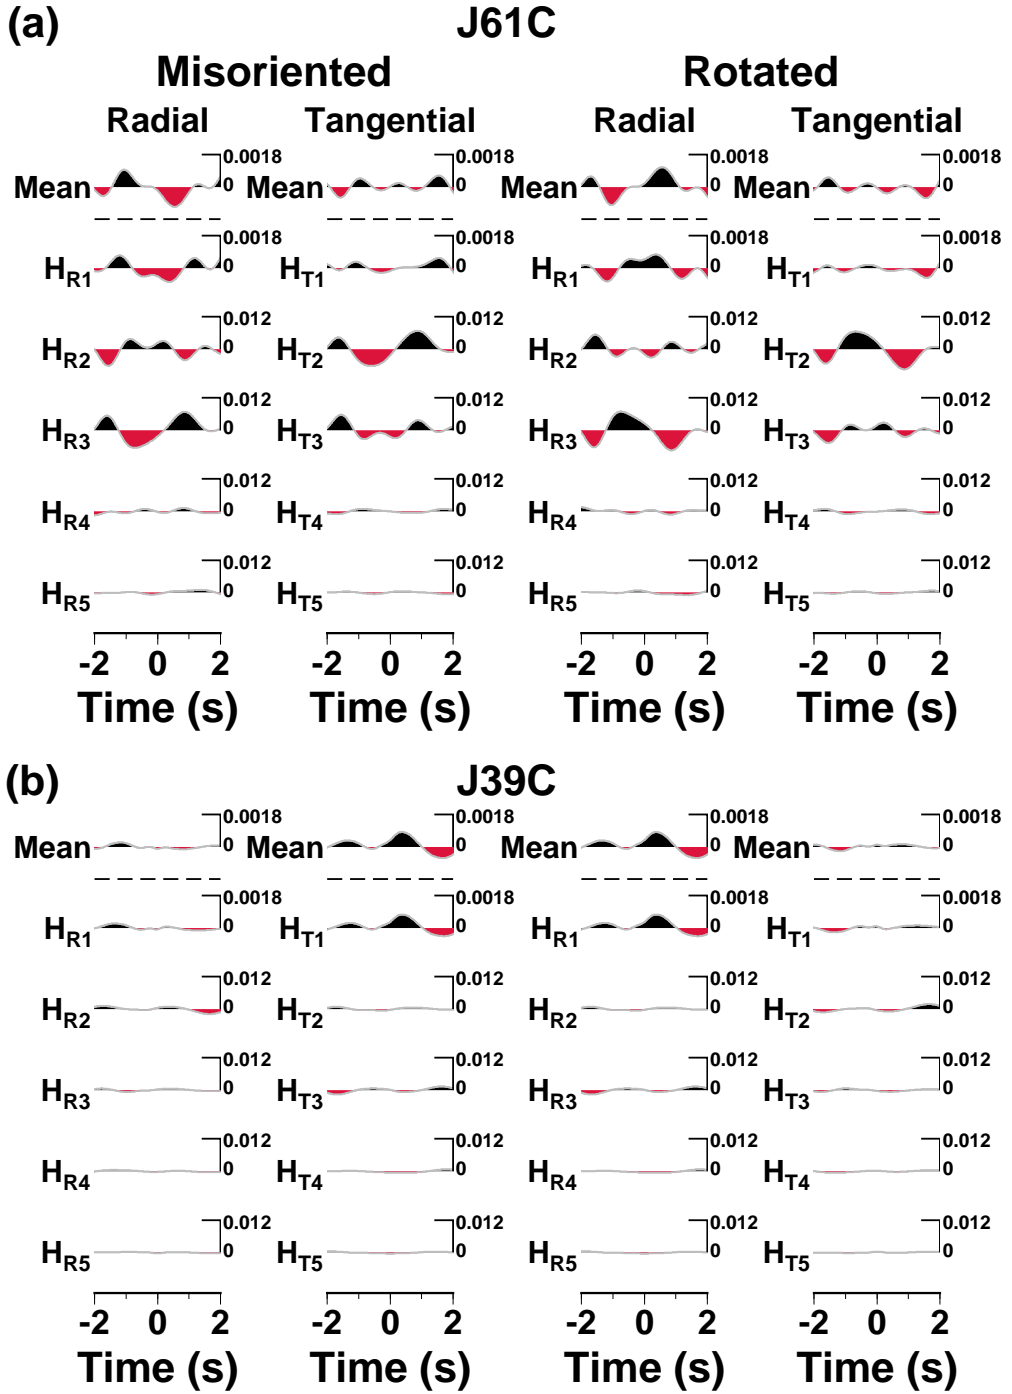 (a) J61C
Misoriented Rotated
Radial Tangential Radial Tangential
Mean 0.0018 0 Mean 0.0018 0 Mean 0.0018 0 Mean 0.0018 0
HR1 0.0018 0 HT1 0.0018 0 HR1 0.0018 0 HT1 0.0018 0
HR2 0.012 0 HT2 0.012 0 HR2 0.012 0 HT2 0.012 0
HR3 0.012 0 HT3 0.012 0 HR3 0.012 0 HT3 0.012 0
HR4 0.012 0 HT4 0.012 0 HR4 0.012 0 HT4 0.012 0
HR5 0.012 0 HT5 0.012 0 HR5 0.012 0 HT5 0.012 0
-2 0 2 -2 0 2 -2 0 2 -2 0 2
Time (s) Time (s) Time (s) Time (s)
(b) J39C
Mean 0.0018 0 Mean 0.0018 0 Mean 0.0018 0 Mean 0.0018 0
HR1 0.0018 0 HT1 0.0018 0 HR1 0.0018 0 HT1 0.0018 0
HR2 0.012 0 HT2 0.012 0 HR2 0.012 0 HT2 0.012 0
HR3 0.012 0 HT3 0.012 0 HR3 0.012 0 HT3 0.012 0
HR4 0.012 0 HT4 0.012 0 HR4 0.012 0 HT4 0.012 0
HR5 0.012 0 HT5 0.012 0 HR5 0.012 0 HT5 0.012 0
-2 0 2 -2 0 2 -2 0 2 -2 0 2
Time (s) Time (s) Time (s) Time (s)